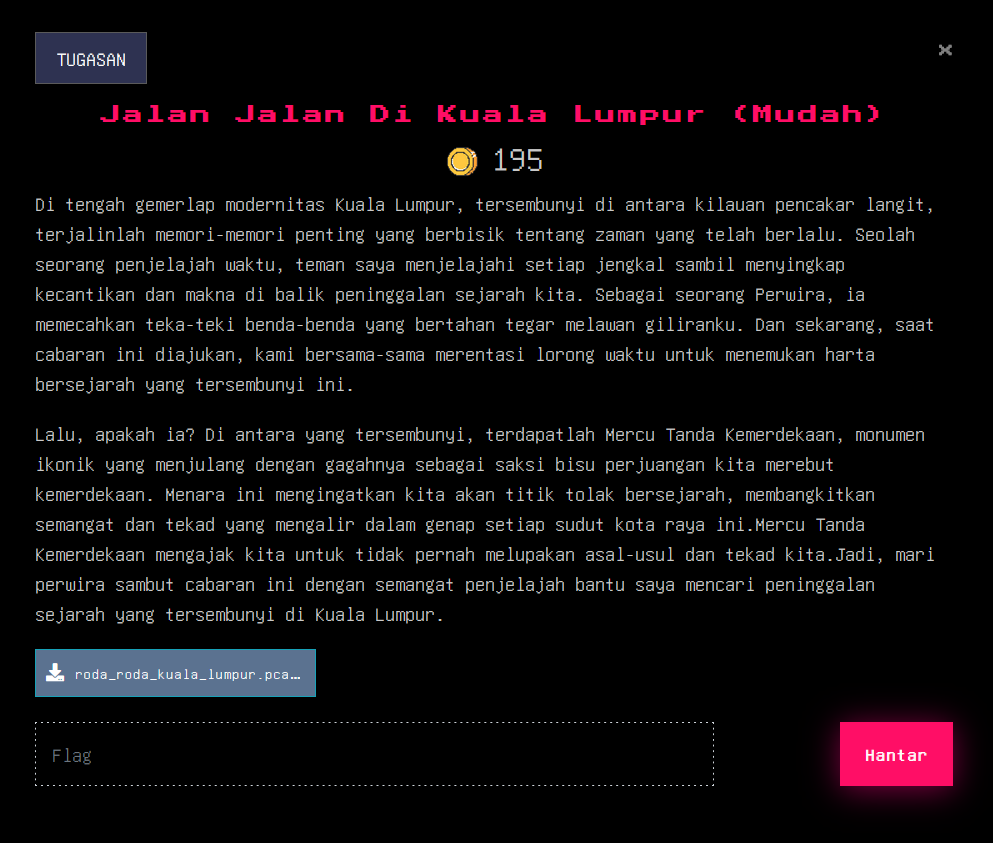 TUGASAN
×
Jalan Jalan Di Kuala Lumpur (Mudah)
195
Di tengah gemerlap modernitas Kuala Lumpur, tersembunyi di antara kilauan pencakar langit,
terjalinlah memori-memori penting yang berbisik tentang zaman yang telah berlalu. Seolah
seorang penjelajah waktu, teman saya menjelajahi setiap jengkal sambil menyingkap
kecantikan dan makna di balik peninggalan sejarah kita. Sebagai seorang Perwira, ia
memecahkan teka-teki benda-benda yang bertahan tegar melawan giliranku. Dan sekarang, saat
cabaran ini diajukan, kami bersama-sama merentasi lorong waktu untuk menemukan harta
bersejarah yang tersembunyi ini.
Lalu, apakah ia? Di antara yang tersembunyi, terdapatlah Mercu Tanda Kemerdekaan, monumen
ikonik yang menjulang dengan gagahnya sebagai saksi bisu perjuangan kita merebut
kemerdekaan. Menara ini mengingatkan kita akan titik tolak bersejarah, membangkitkan
semangat dan tekad yang mengalir dalam genap setiap sudut kota raya ini.Mercu Tanda
Kemerdekaan mengajak kita untuk tidak pernah melupakan asal-usul dan tekad kita.Jadi, mari
perwira sambut cabaran ini dengan semangat penjelajah bantu saya mencari peninggalan
sejarah yang tersembunyi di Kuala Lumpur.
roda_roda_kuala_lumpur.pca…
Flag
Hantar